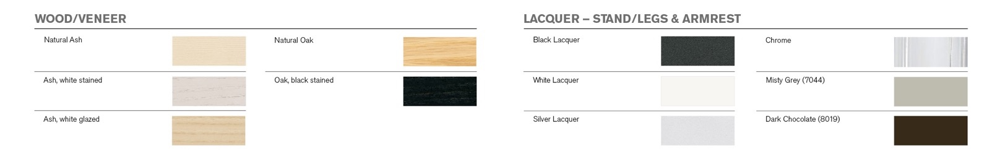 WOOD/VENEER
Natural Ash
Natural Oak
Ash, white stained
Oak, black stained
Ash, white glazed
LACQUER – STAND/LEGS & ARMREST
Black Lacquer
Chrome
White Lacquer
Misty Grey (7044)
Silver Lacquer
Dark Chocolate (8019)